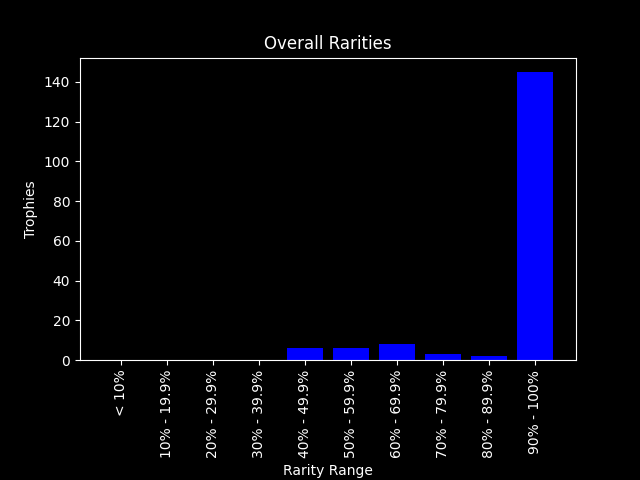 Overall Rarities
Trophies
140
120
100
80
60
40
20
0
< 10%
10% - 19.9%
20% - 29.9%
30% - 39.9%
40% - 49.9%
50% - 59.9%
60% - 69.9%
70% - 79.9%
80% - 89.9%
90% - 100%
Rarity Range